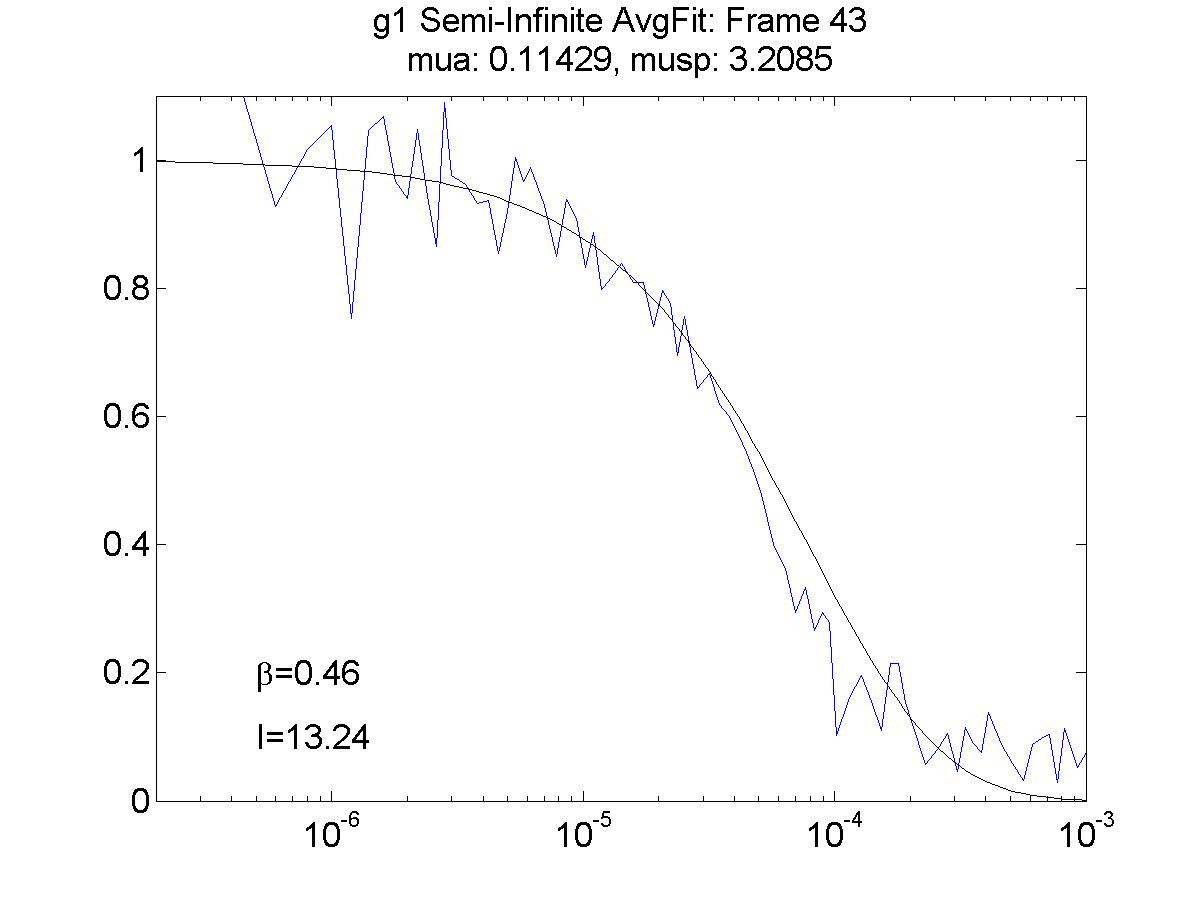 g1 Semi-Infinite AvgFit: Frame 43
mua: 0.11429, musp: 3.2085
1
0.8
0.6
0.4
0.2
0
β=0.46
I=13.24
10^-6
10^-5
10^-4
10^-3